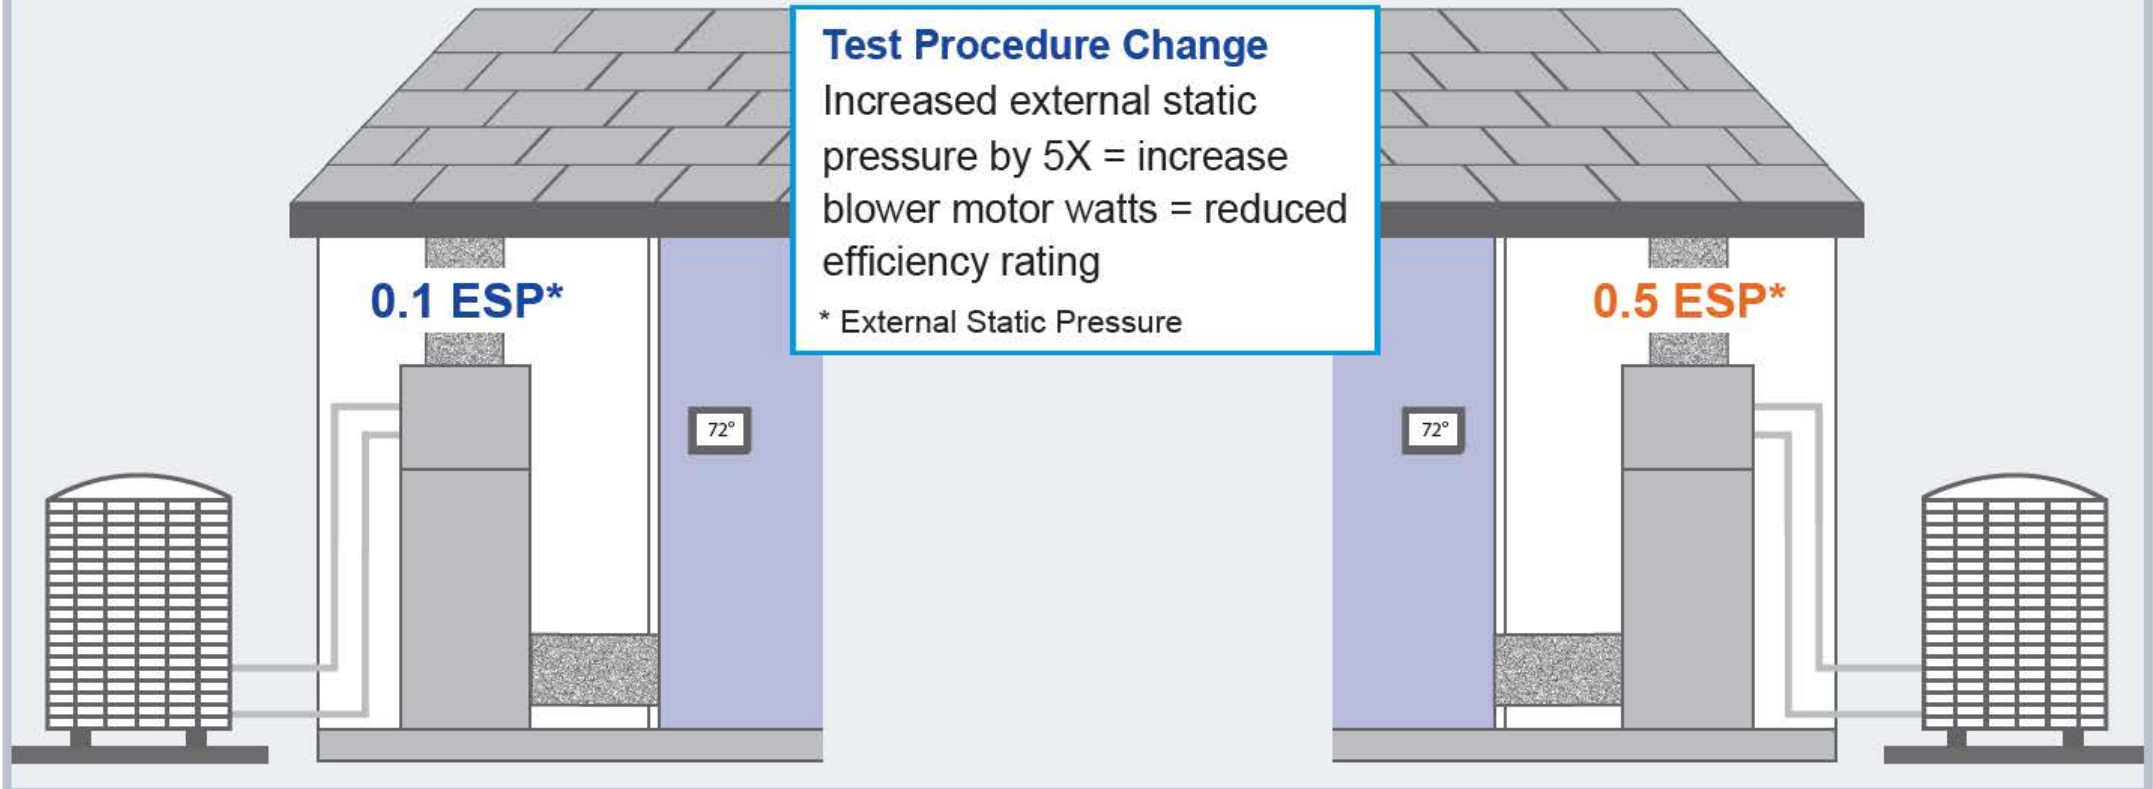 Test Procedure Change
Increased external static
pressure by 5X = increase
blower motor watts = reduced
efficiency rating
* External Static Pressure
0.1 ESP*
0.5 ESP*
72°
72°